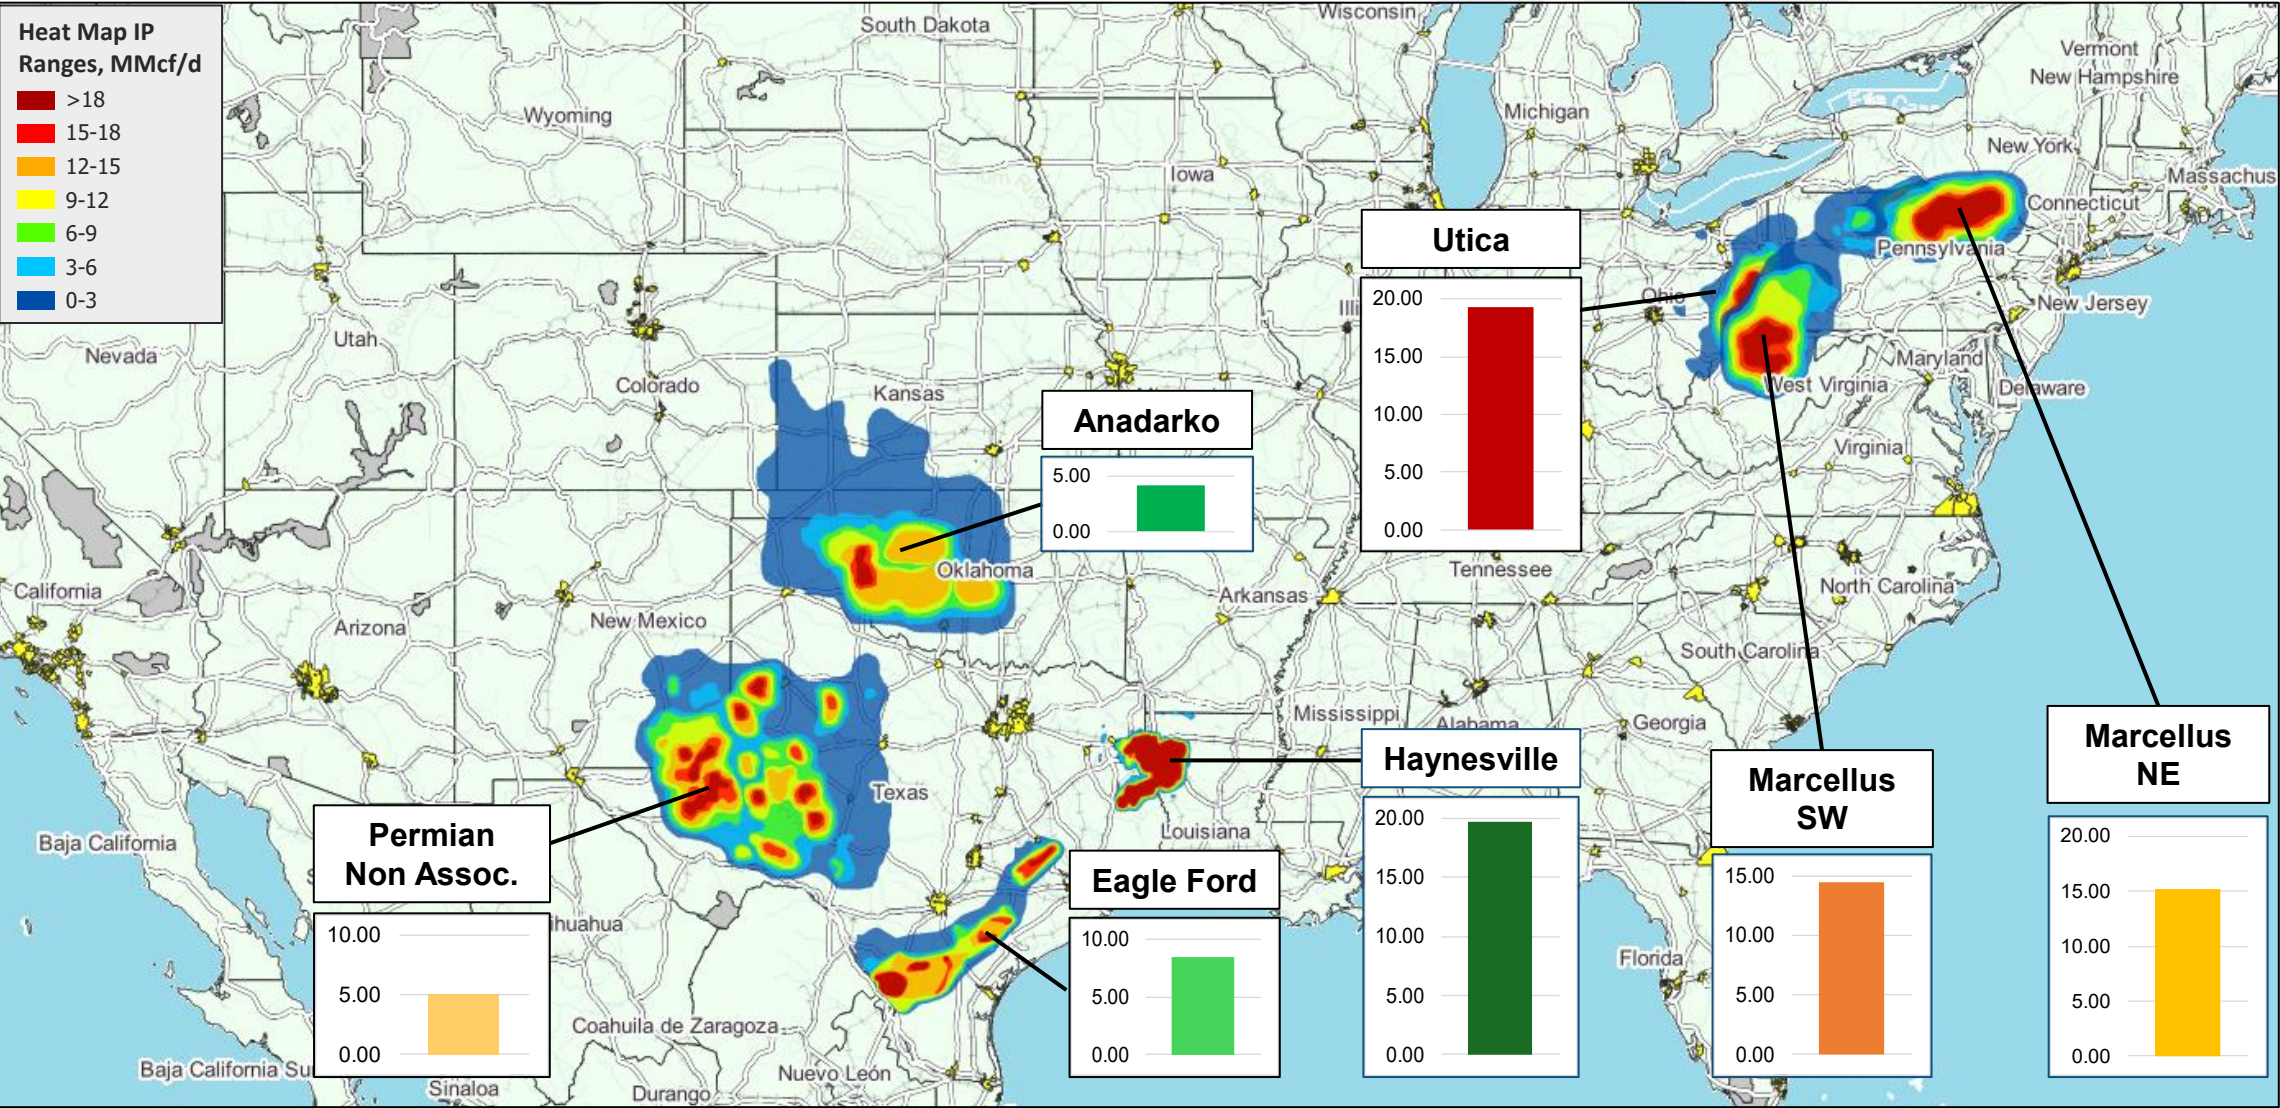 Heat Map IP
Ranges, MMcf/d
>18
15-18
12-15
9-12
6-9
3-6
0-3
South Dakota
Wisconsin
Vermont
New Hampshire
Wyoming
Michigan
New York
Iowa
Massachus
Connecticut
Pennsylvania
Utica
20.00
15.00
10.00
5.00
0.00
Ohio
Illi
New Jersey
Nevada
Utah
Colorado
Kansas
Maryland
West Virginia
Delaware
Virginia
Anadarko
5.00
0.00
Oklahoma
Tennessee
North Carolina
California
Arizona
New Mexico
Arkansas
South Carolina
Mississippi
Alabama
Georgia
Texas
Louisiana
Florida
Baja California
huahua
Coahuila de Zaragoza
Nuevo León
Baja California Su
Sinaloa
Durango
Permian
Non Assoc.
10.00
5.00
0.00
Eagle Ford
10.00
5.00
0.00
Haynesville
20.00
15.00
10.00
5.00
0.00
Marcellus
SW
15.00
10.00
5.00
0.00
Marcellus
NE
20.00
15.00
10.00
5.00
0.00